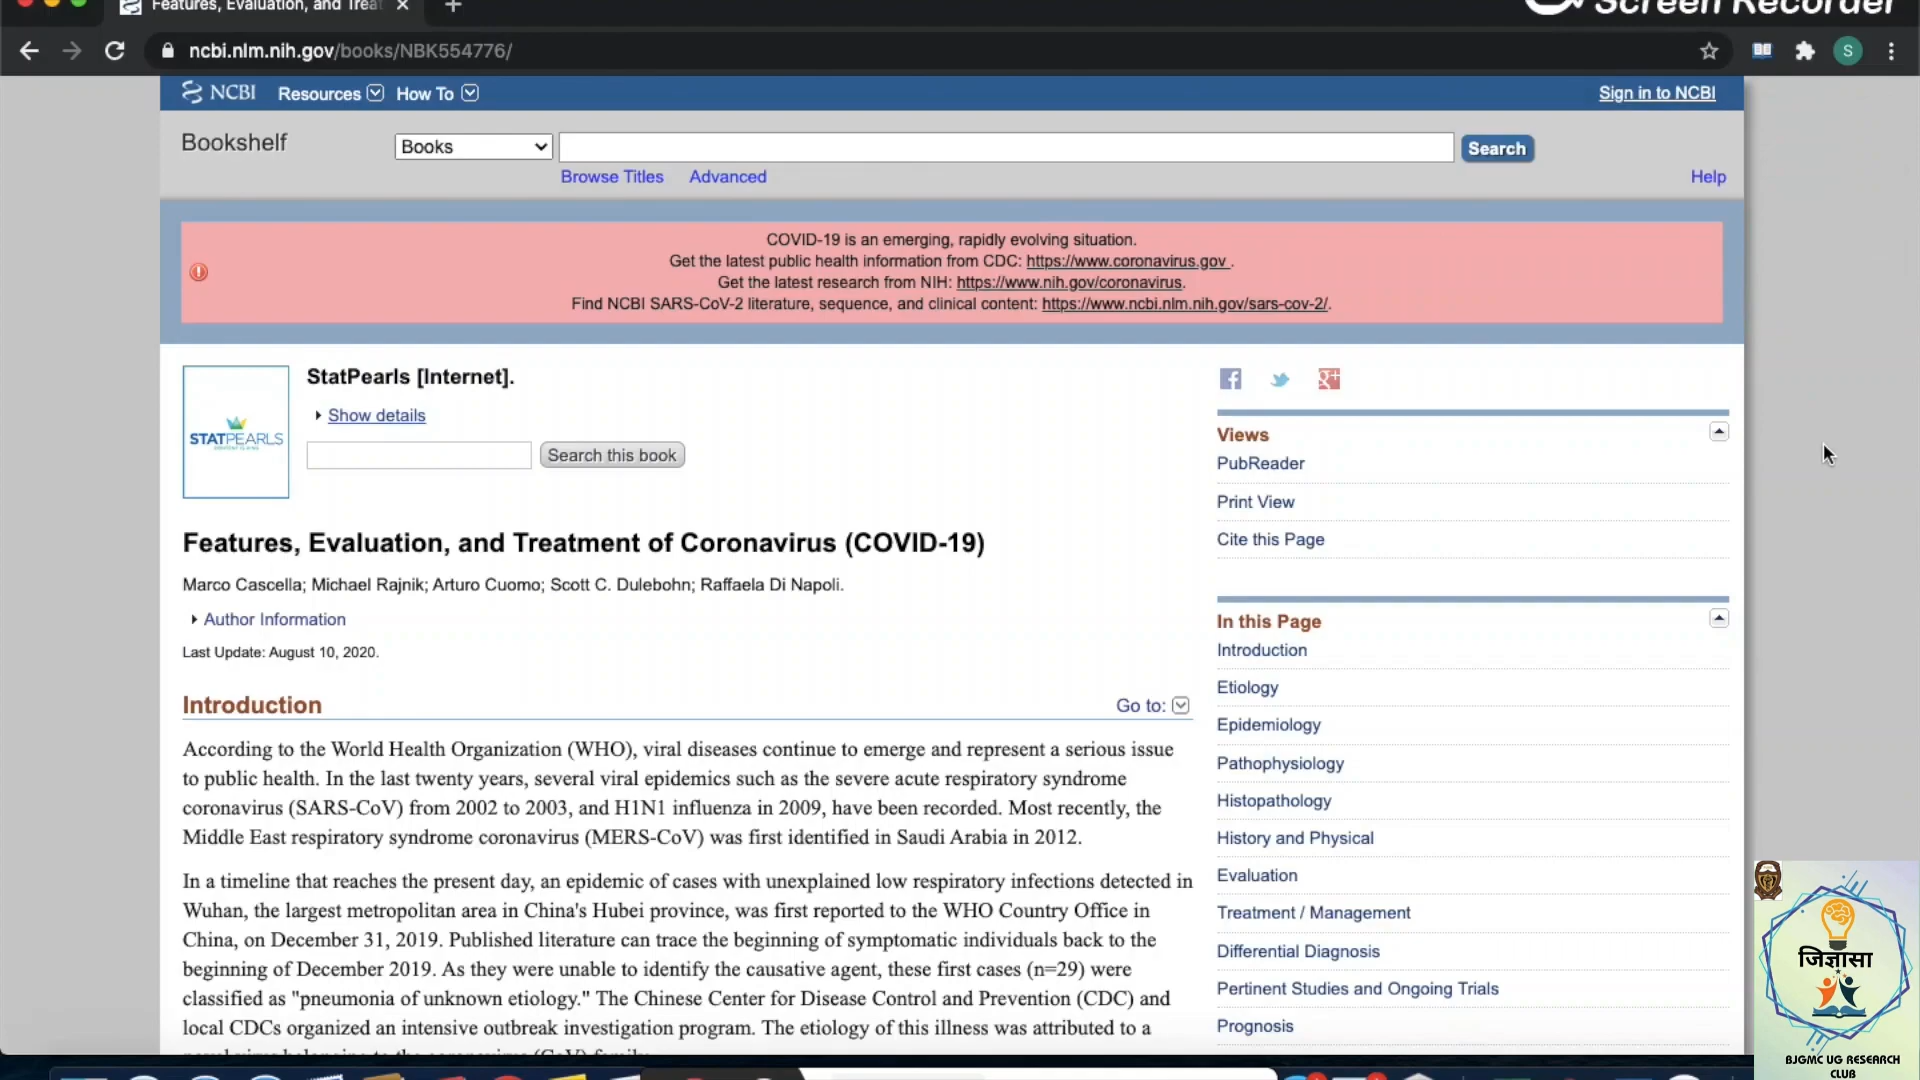 Features, Evaluation, and Treat
Screen Recorder
ncbi.nlm.nih.gov/books/NBK554776/
S
NCBI Resources How To Sign in to NCBI
Bookshelf Books Search
Browse Titles Advanced Help
COVID-19 is an emerging, rapidly evolving situation.
Get the latest public health information from CDC: https://www.coronavirus.gov .
Get the latest research from NIH: https://www.nih.gov/coronavirus.
Find NCBI SARS-CoV-2 literature, sequence, and clinical content: https://www.ncbi.nlm.nih.gov/sars-cov-2/.
STATPEARLS
StatPearls [Internet].
Show details
Search this book
Features, Evaluation, and Treatment of Coronavirus (COVID-19)
Marco Cascella; Michael Rajnik; Arturo Cuomo; Scott C. Dulebohn; Raffaela Di Napoli.
Author Information
Last Update: August 10, 2020.
Introduction Go to:
According to the World Health Organization (WHO), viral diseases continue to emerge and represent a serious issue
to public health. In the last twenty years, several viral epidemics such as the severe acute respiratory syndrome
coronavirus (SARS-CoV) from 2002 to 2003, and H1N1 influenza in 2009, have been recorded. Most recently, the
Middle East respiratory syndrome coronavirus (MERS-CoV) was first identified in Saudi Arabia in 2012.
In a timeline that reaches the present day, an epidemic of cases with unexplained low respiratory infections detected in
Wuhan, the largest metropolitan area in China's Hubei province, was first reported to the WHO Country Office in
China, on December 31, 2019. Published literature can trace the beginning of symptomatic individuals back to the
beginning of December 2019. As they were unable to identify the causative agent, these first cases (n=29) were
classified as "pneumonia of unknown etiology." The Chinese Center for Disease Control and Prevention (CDC) and
local CDCs organized an intensive outbreak investigation program. The etiology of this illness was attributed to a
Views
PubReader
Print View
Cite this Page
In this Page
Introduction
Etiology
Epidemiology
Pathophysiology
Histopathology
History and Physical
Evaluation
Treatment / Management
Differential Diagnosis
Pertinent Studies and Ongoing Trials
Prognosis
जिज्ञासा
BJGMC UG RESEARCH
CLUB